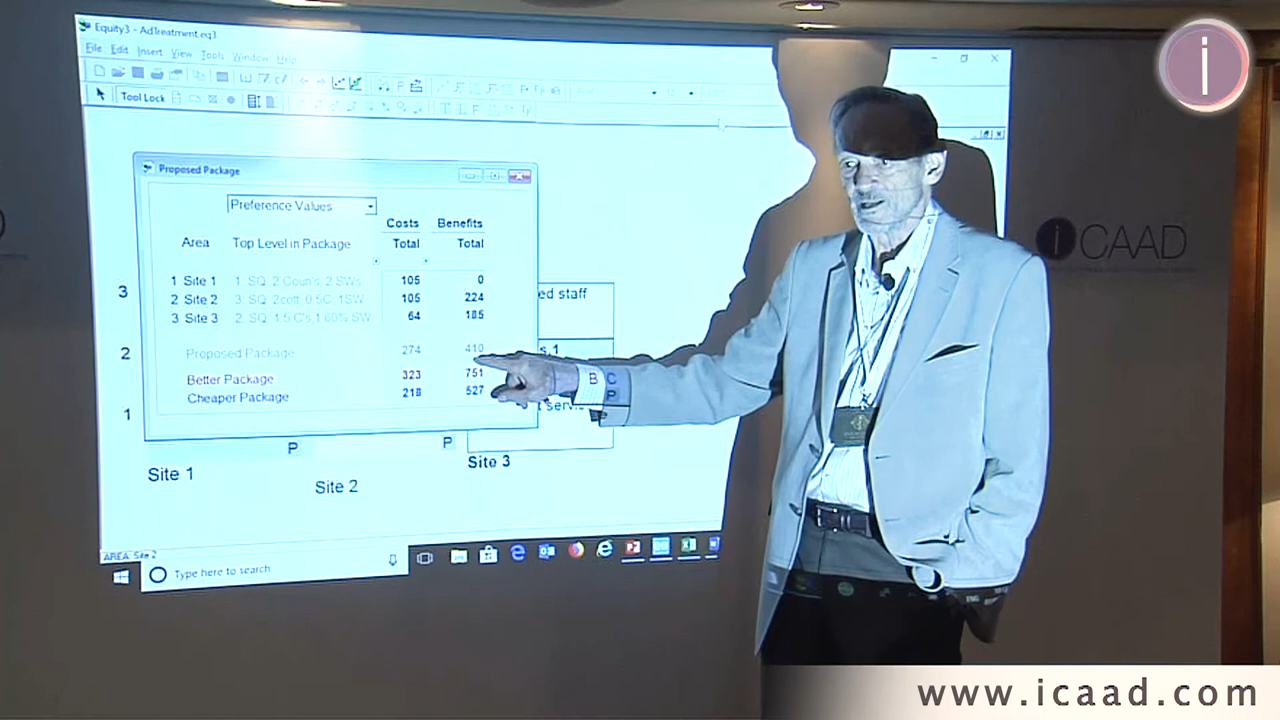 Equity3 - AdTreatment.eq3
File Edit Insert View Tools Window Help
Tool Lock
Proposed Package
Preference Values
Costs Benefits
Area Top Level in Package Total Total
1 Site 1 1: SQ: 2 Coun's, 2 SWs 105 0
2 Site 2 3: SQ: 2cott, 0.5C, 1SW 105 224
3 Site 3 2: SQ: 1.5 C's,1.60% SW 64 185
Proposed Package 274 410
Better Package 323 751
Cheaper Package 218 527
3
2
1
ed staff
s,1
B C
P
P
P
Site 1
Site 2
Site 3
AREA: Site 2
Type here to search
ENG
i
iCAAD
www.icaad.com